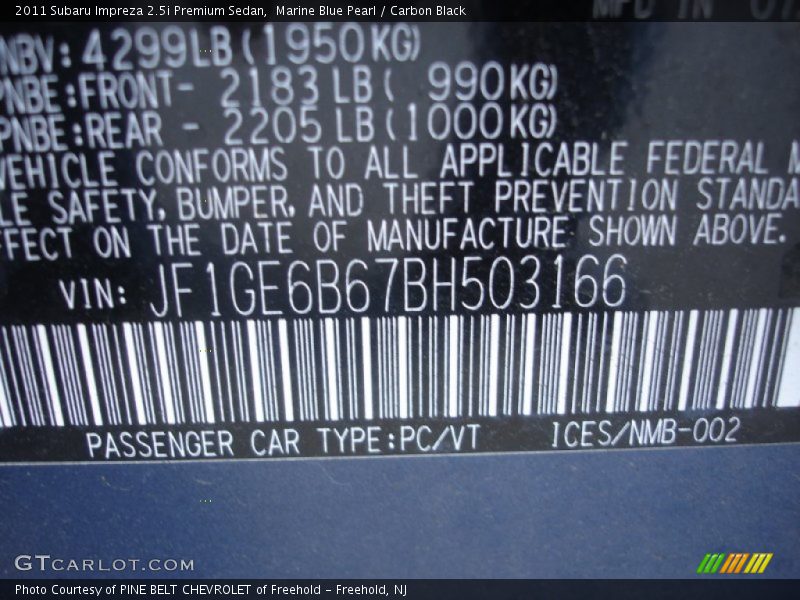 2011 Subaru Impreza 2.5i Premium Sedan, Marine Blue Pearl / Carbon Black
MFD IN
NBV: 4299LB (1950KG)
PNBE:FRONT- 2183 LB ( 990KG)
PNBE:REAR - 2205 LB (1000KG)
VEHICLE CONFORMS TO ALL APPLICABLE FEDERAL M
LE SAFETY, BUMPER, AND THEFT PREVENTION STANDA
FFECT ON THE DATE OF MANUFACTURE SHOWN ABOVE.
VIN: JF1GE6B67BH503166
PASSENGER CAR TYPE:PC/VT ICES/NMB-002
GTCARLOT.COM
Photo Courtesy of PINE BELT CHEVROLET of Freehold - Freehold, NJ